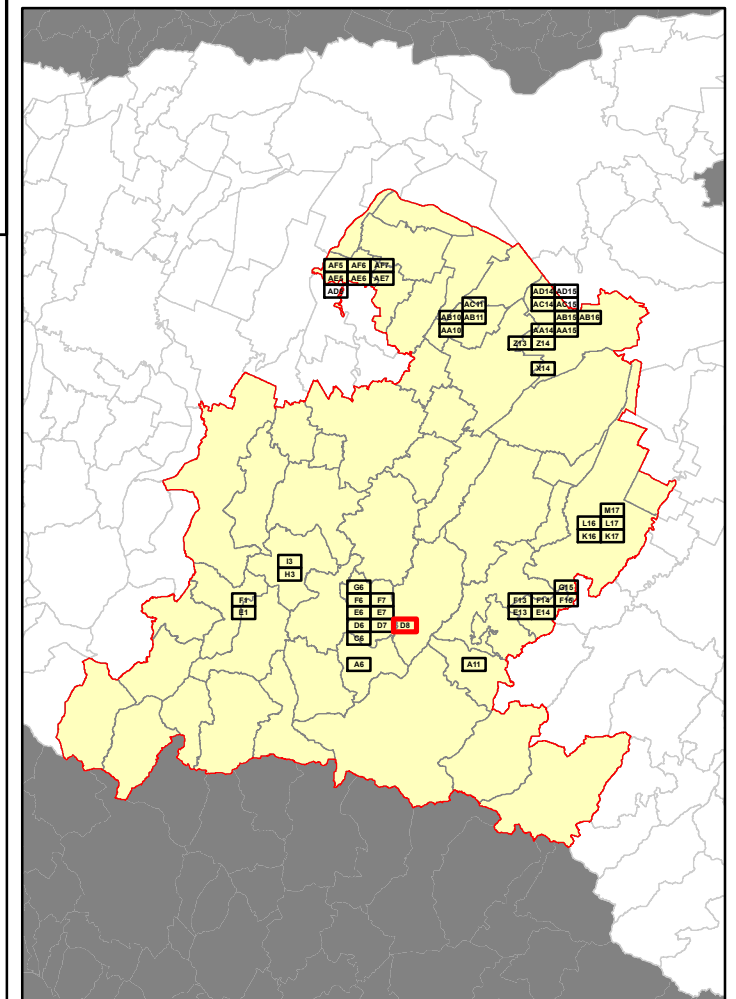 AF5 AF6 AF7
AE5 AE6 AE7
AD5
AD14 AD15
AC11 AC14 AC15
AB10 AB11 AB15 AB16
AA10 AA14 AA15
Z13 Z14
X14
M17
L16 L17
K16 K17
I3
H3
G6 G15
F1 F6 F7 F13 F14 F15
E1 E6 E7 E13 E14
D6 D7 D8
C6
A6 A11